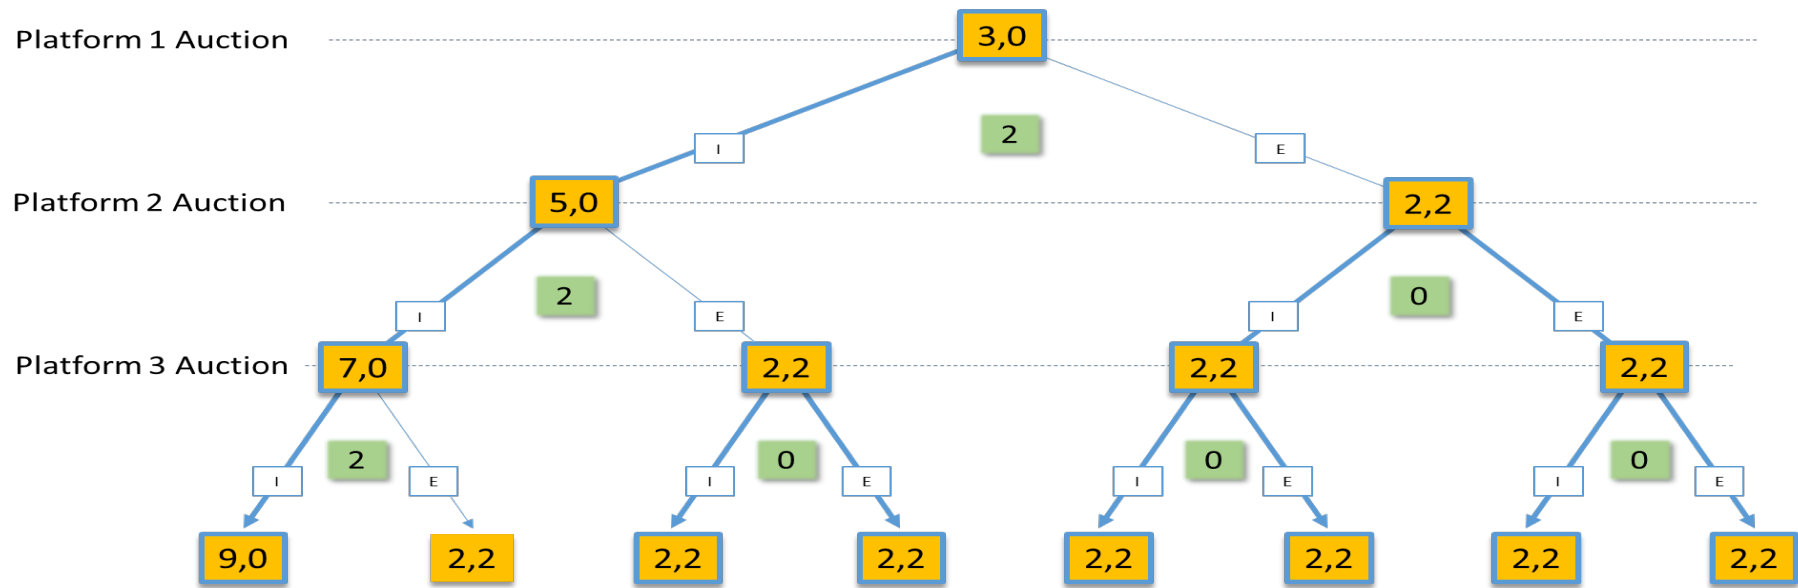 Platform 1 Auction
3,0
2
I
E
Platform 2 Auction
5,0
2,2
2
0
I
E
I
E
Platform 3 Auction
7,0
2,2
2,2
2,2
2
0
0
0
I
E
I
E
I
E
I
E
9,0
2,2
2,2
2,2
2,2
2,2
2,2
2,2